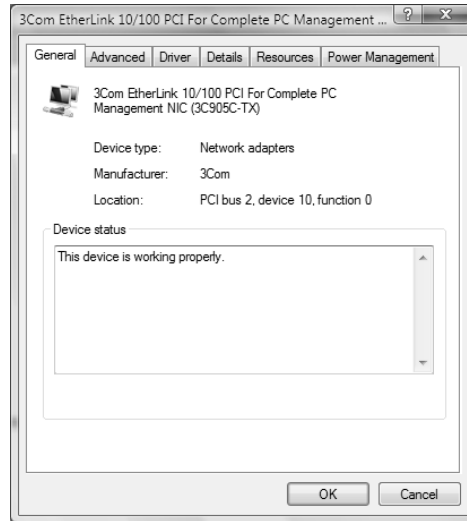 3Com EtherLink 10/100 PCI For Complete PC Management ...
General Advanced Driver Details Resources Power Management
3Com EtherLink 10/100 PCI For Complete PC
Management NIC (3C905C-TX)
Device type: Network adapters
Manufacturer: 3Com
Location: PCI bus 2, device 10, function 0
Device status
This device is working properly.
OK Cancel